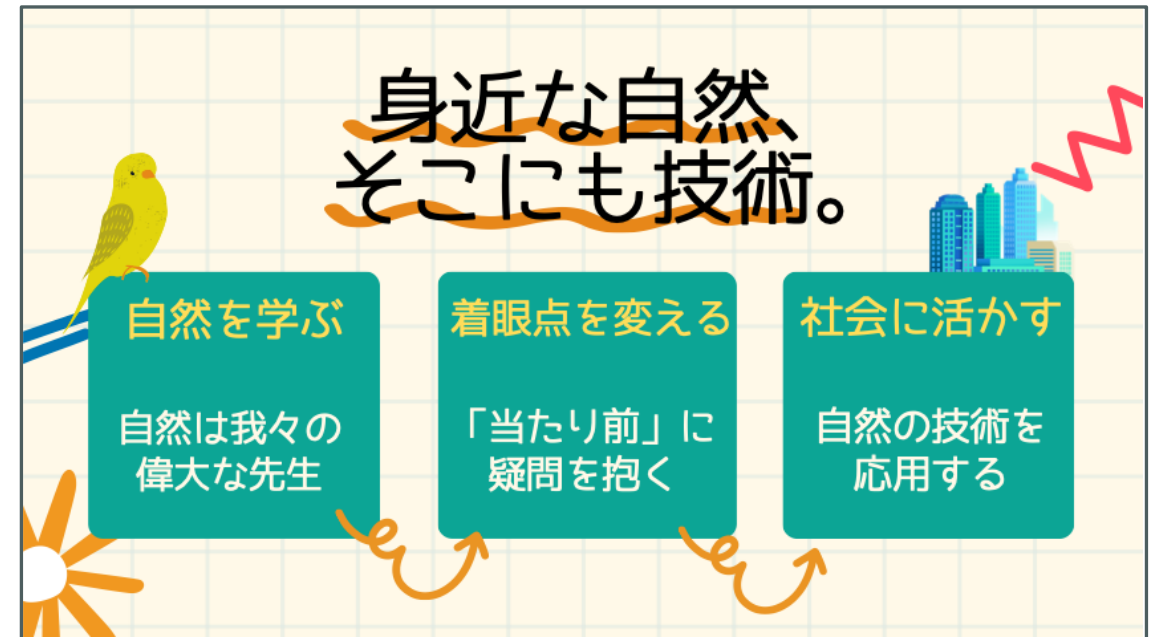 身近な自然、
そこにも技術。
自然を学ぶ
自然は我々の
偉大な先生
着眼点を変える
「当たり前」に
疑問を抱く
社会に活かす
自然の技術を
応用する